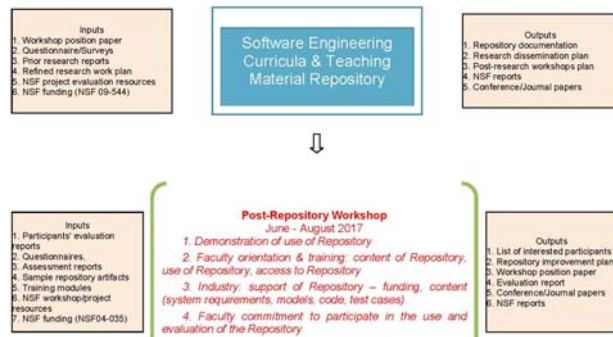 Inputs
1. Workshop position paper
2. Questionnaire/Surveys
3. Prior research reports
4. Refined research work plan
5. NSF project evaluation resources
6. NSF funding (NSF 09-544)
Software Engineering
Curricula & Teaching
Material Repository
Outputs
1. Repository documentation
2. Research dissemination plan
3. Post-research workshops plan
4. NSF reports
5. Conference/Journal papers
Inputs
1. Participants' evaluation
reports
2. Questionnaires,
3. Assessment reports
4. Sample repository artifacts
5. Training modules
6. NSF workshop/project
resources
7. NSF funding (NSF04-035)
Post-Repository Workshop
June - August 2017
1. Demonstration of use of Repository
2. Faculty orientation & training: content of Repository,
use of Repository, access to Repository
3. Industry: support of Repository – funding, content
(system requirements, models, code, test cases)
4. Faculty commitment to participate in the use and
evaluation of the Repository
Outputs
1. List of interested participants
2. Repository improvement plan
3. Workshop position paper
4. Evaluation report
5. Conference/Journal papers
6. NSF reports